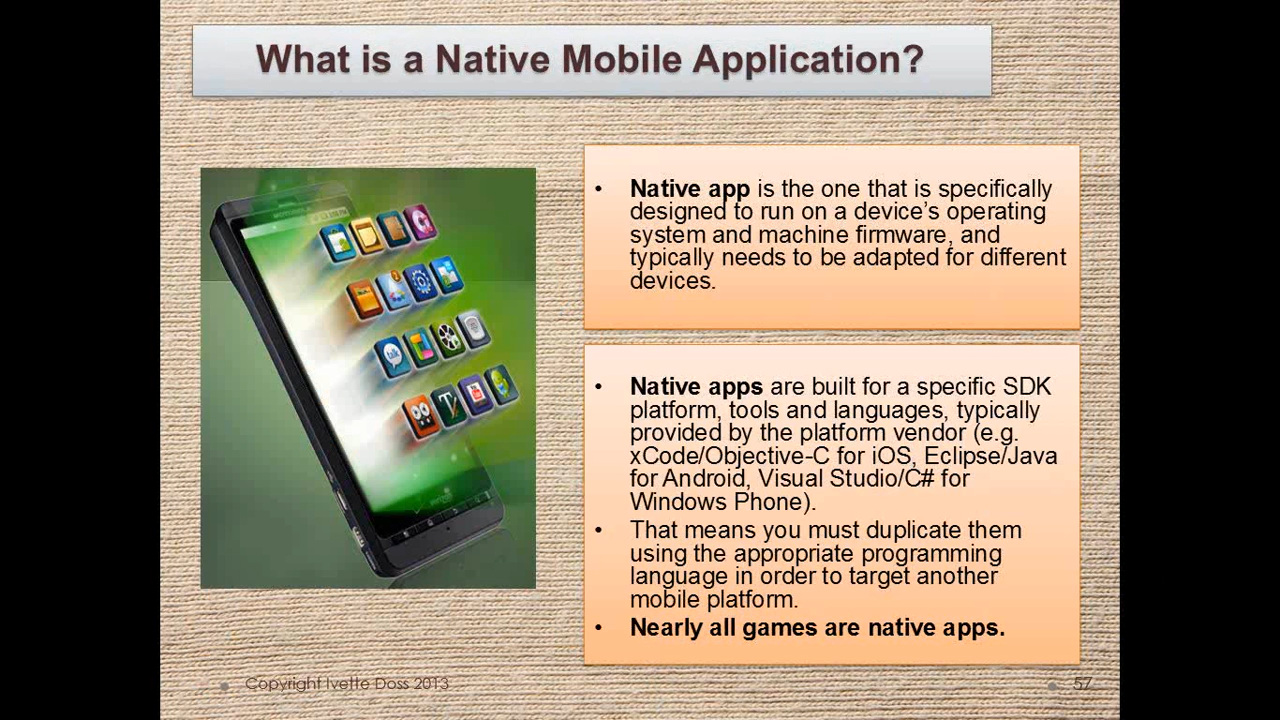 What is a Native Mobile Application?
• Native app is the one that is specifically
designed to run on a device’s operating
system and machine firmware, and
typically needs to be adapted for different
devices.
• Native apps are built for a specific SDK
platform, tools and languages, typically
provided by the platform vendor (e.g.
xCode/Objective-C for iOS, Eclipse/Java
for Android, Visual Studio/C# for
Windows Phone).
• That means you must duplicate them
using the appropriate programming
language in order to target another
mobile platform.
• Nearly all games are native apps.
talk
Copyright Ivette Doss 2013
57